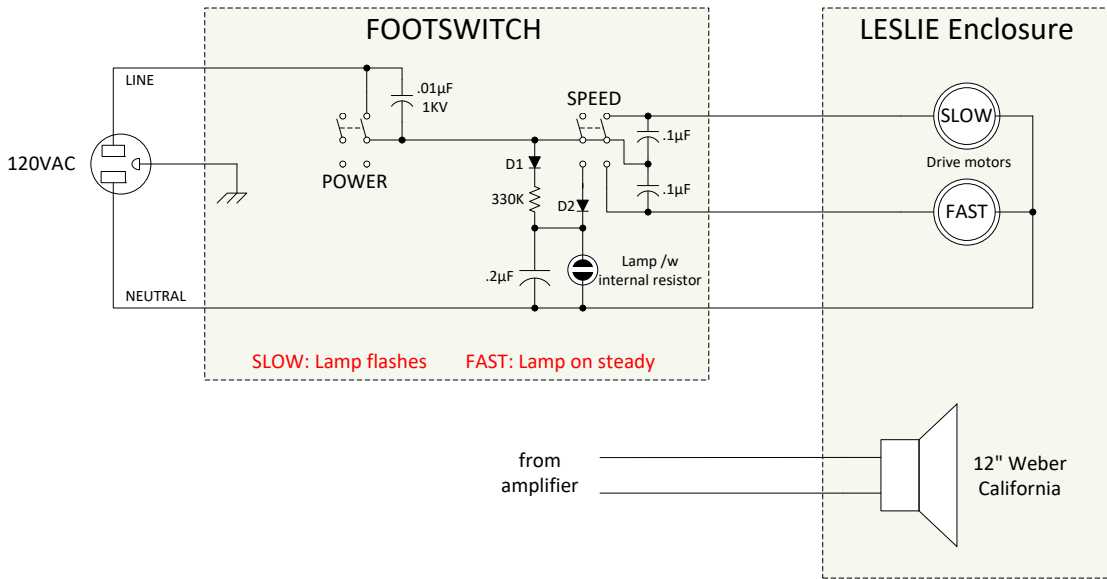 FOOTSWITCH
LESLIE Enclosure
LINE
.01µF
1KV
SPEED
SLOW
.1µF
120VAC
D1
Drive motors
POWER
330K
D2
.1µF
FAST
.2µF
Lamp /w
internal resistor
NEUTRAL
SLOW: Lamp flashes
FAST: Lamp on steady
from
amplifier
12" Weber
California